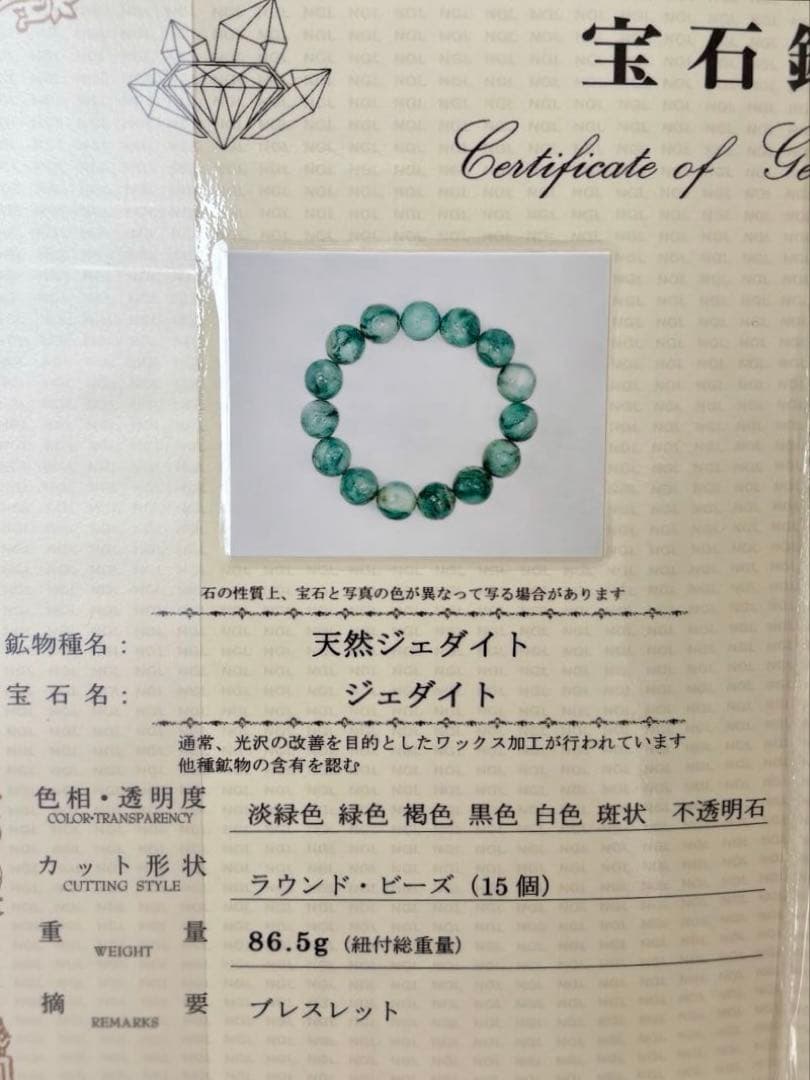 宝石
Certificate of Ge
石の性質上、宝石と写真の色が異なって写る場合があります
鉱物種名： 天然ジェダイト
宝石名： ジェダイト
通常、光沢の改善を目的としたワックス加工が行われています
他種鉱物の含有を認む
色相・透明度 淡緑色 緑色 褐色 黒色 白色 斑状 不透明石
COLOR・TRANSPARENCY
カット形状 ラウンド・ビーズ（15個）
CUTTING STYLE
重量 86.5g（紐付総重量）
WEIGHT
摘要 ブレスレット
REMARKS